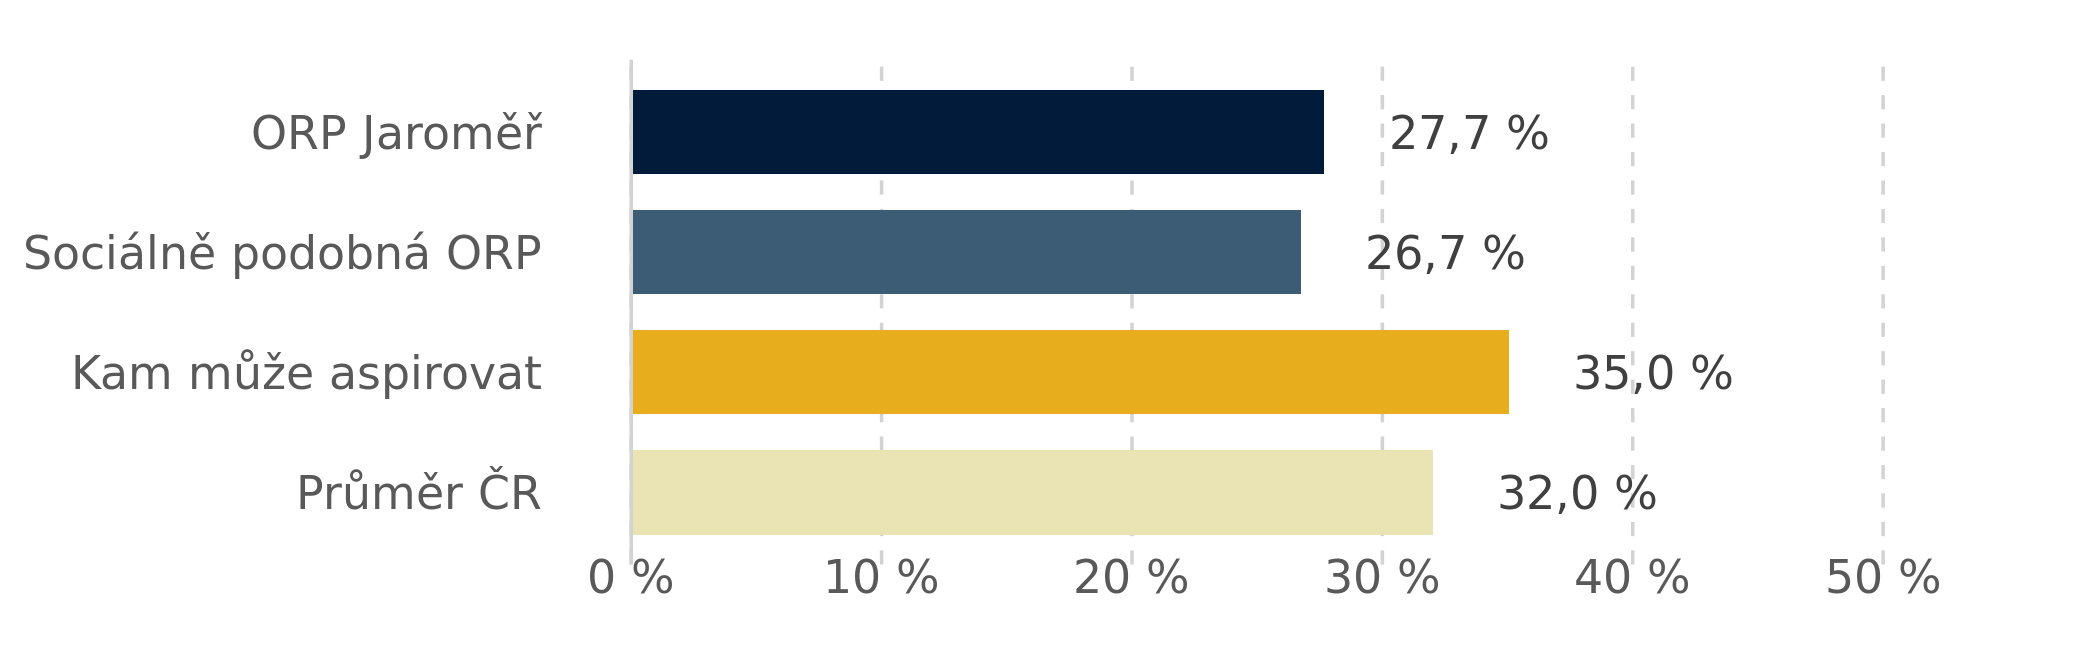 ORP Jaroměř
27,7 %
Sociálně podobná ORP
26,7 %
Kam může aspirovat
35,0 %
Průměr ČR
32,0 %
0 % 10 % 20 % 30 % 40 % 50 %